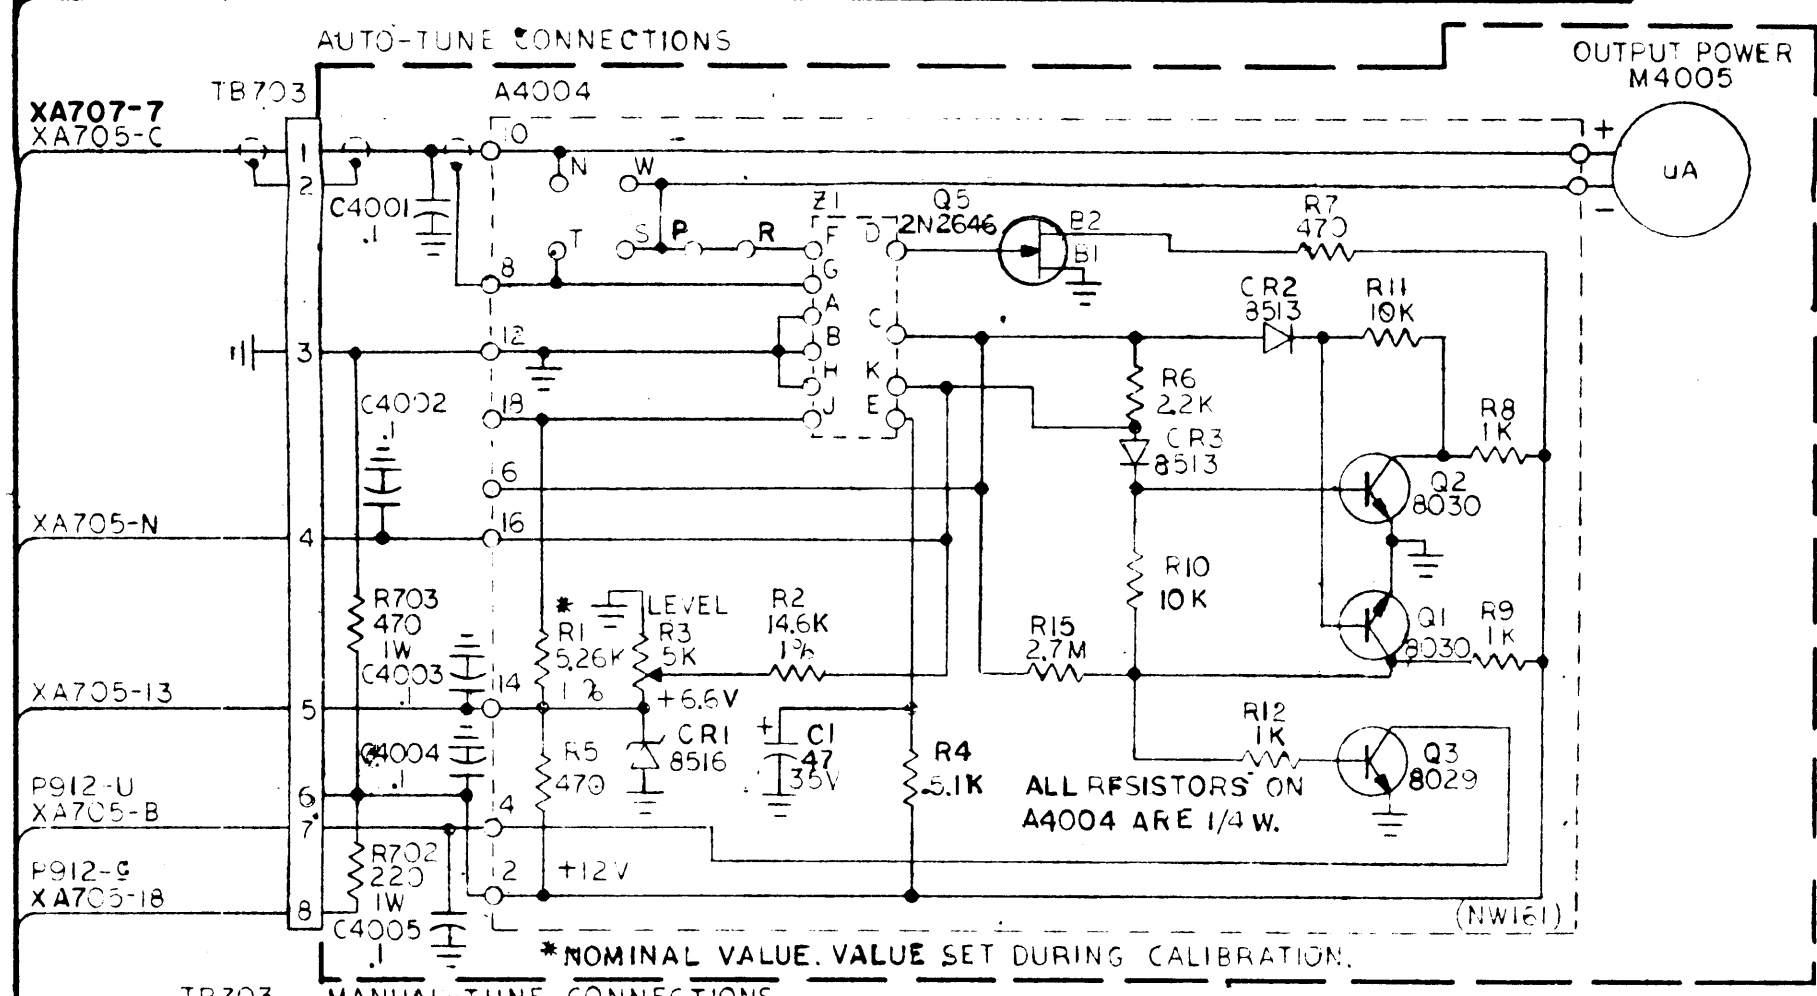 AUTO-TUNE CONNECTIONS
OUTPUT POWER
M4005
TB703
A4004
XA707-7
XA705-C
1
10
+
N
W
uA
2
C4001
.1
Z1
Q5
2N2646
R7
470
-
T
S
P
R
F
D
B2
B1
8
G
CR2
8513
R11
10K
A
C
12
B
3
H
K
R6
2.2K
C4002
.1
18
J
E
R8
1K
CR3
8513
6
Q2
8030
XA705-N
4
16
R10
10K
R703
470
1W
*
LEVEL
R1
5.26K
1%
R3
5K
R2
14.6K
1%
R15
2.7M
Q1
8030
R9
1K
C4003
.1
14
XA705-13
5
+6.6V
R12
1K
C4004
.1
R5
470
CR1
8516
+
C1
47
35V
R4
5.1K
Q3
8029
ALL RESISTORS ON
A4004 ARE 1/4 W.
P912-U
6
XA705-B
7
4
R702
220
1W
P912-C
XA705-18
8
2
+12V
C4005
.1
(NW161)
*NOMINAL VALUE. VALUE SET DURING CALIBRATION.
TB703
MANUAL TUNE CONNECTIONS